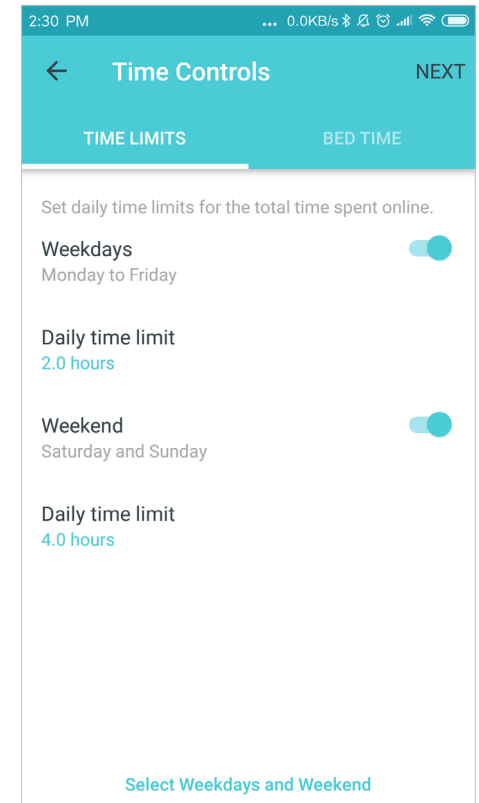 2:30 PM ... 0.0KB/s
Time Controls NEXT
TIME LIMITS BED TIME
Set daily time limits for the total time spent online.
Weekdays
Monday to Friday
Daily time limit
2.0 hours
Weekend
Saturday and Sunday
Daily time limit
4.0 hours
Select Weekdays and Weekend